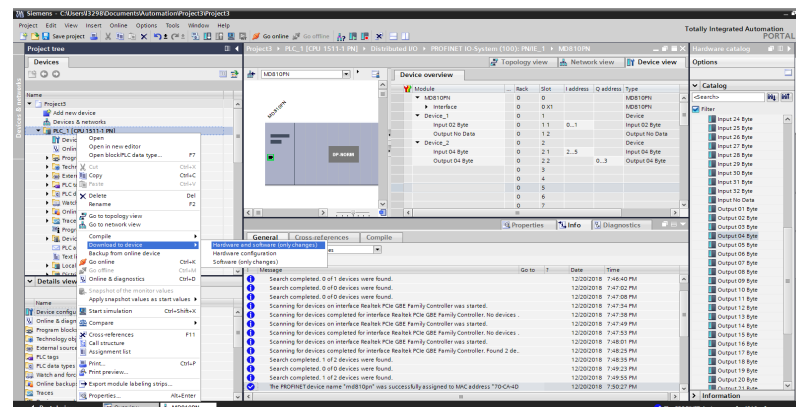 Siemens - C:\Users\13298\Documents\Automation\Project3\Project3
Project Edit View Insert Online Options Tools Window Help
Save project Go online Go offline
Totally Integrated Automation
PORTAL
Project tree
Devices
Name
Project3
Add new device
Devices & networks
PLC_1 [CPU 1511-1 PN]
Open
Open in new editor
Open block/PLC data type... F7
Cut Ctrl+X
Copy Ctrl+C
Paste Ctrl+V
Delete Del
Rename F2
Go to topology view
Go to network view
Compile
Download to device
Backup from online device
Go online Ctrl+K
Go offline Ctrl+M
Online & diagnostics Ctrl+D
Snapshot of the monitor values
Apply snapshot values as start values
Start simulation Ctrl+Shift+X
Compare
Cross-references F11
Call structure
Assignment list
Print... Ctrl+P
Print preview...
Export module labeling strips...
Properties... Alt+Enter
Hardware and software (only changes)
Hardware configuration
Software (only changes)
Details view
Name
Device configu
Online & diagn
Program block
Technology obj
External source
PLC tags
PLC data types
Watch and forc
Online backup
Traces
Project3 PLC_1 [CPU 1511-1 PN] Distributed I/O PROFINET IO-System (100): PN/IE_1 MD810PN
Topology view Network view Device view
MD810PN
MD810PN
DP-NORM
Device overview
Module ... Rack Slot I address Q address Type
MD810PN 0 0 MD810PN
Interface 0 0 X1 MD810PN
Device_1 0 1 Device
Input 02 Byte 0 1 1 0...1 Input 02 Byte
Output No Data 0 1 2 Output No Data
Device_2 0 2 Device
Input 04 Byte 0 2 1 2...5 Input 04 Byte
Output 04 Byte 0 2 2 0...3 Output 04 Byte
0 3
0 4
0 5
0 6
0 7
Properties Info Diagnostics
General Cross-references Compile
Message Go to ? Date Time
Search completed. 0 of 1 devices were found. 12/20/2018 7:46:40 PM
Search completed. 0 of 0 devices were found. 12/20/2018 7:47:02 PM
Search completed. 0 of 0 devices were found. 12/20/2018 7:47:08 PM
Scanning for devices on interface Realtek PCIe GBE Family Controller was started. 12/20/2018 7:47:34 PM
Scanning for devices completed for interface Realtek PCIe GBE Family Controller. No devices . 12/20/2018 7:47:38 PM
Scanning for devices on interface Realtek PCIe GBE Family Controller was started. 12/20/2018 7:47:49 PM
Scanning for devices completed for interface Realtek PCIe GBE Family Controller. No devices . 12/20/2018 7:47:53 PM
Scanning for devices on interface Realtek PCIe GBE Family Controller was started. 12/20/2018 7:48:01 PM
Scanning for devices completed for interface Realtek PCIe GBE Family Controller. Found 2 de.. 12/20/2018 7:48:25 PM
Search completed. 1 of 2 devices were found. 12/20/2018 7:48:35 PM
Search completed. 0 of 0 devices were found. 12/20/2018 7:49:23 PM
Search completed. 1 of 2 devices were found. 12/20/2018 7:49:55 PM
The PROFINET device name "md810pn" was successfully assigned to MAC address "70-CA-4D 12/20/2018 7:50:27 PM
Hardware catalog
Options
Catalog
<Search>
Filter
Input 24 Byte
Input 25 Byte
Input 26 Byte
Input 27 Byte
Input 28 Byte
Input 29 Byte
Input 30 Byte
Input 31 Byte
Input 32 Byte
Input No Data
Output 01 Byte
Output 02 Byte
Output 03 Byte
Output 04 Byte
Output 05 Byte
Output 06 Byte
Output 07 Byte
Output 08 Byte
Output 09 Byte
Output 10 Byte
Output 11 Byte
Output 12 Byte
Output 13 Byte
Output 14 Byte
Output 15 Byte
Output 16 Byte
Output 17 Byte
Output 18 Byte
Output 19 Byte
Output 20 Byte
Output 21 Byte
Information